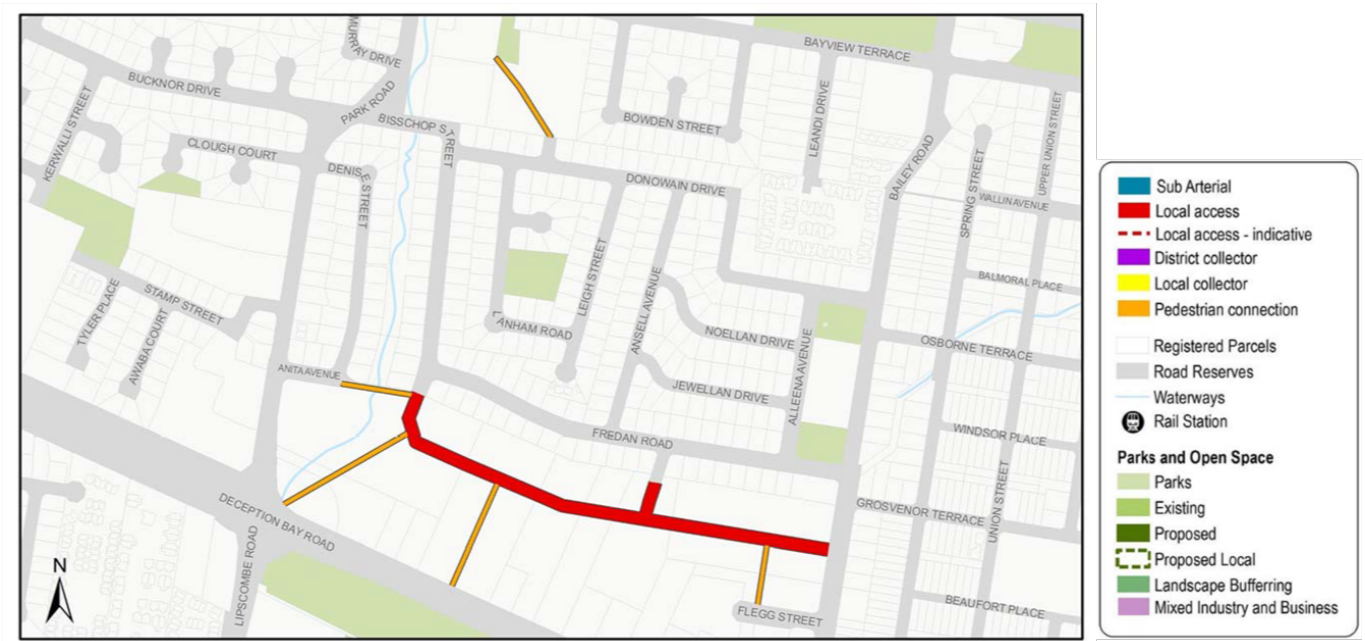 MURRAY DRIVE
BAYVIEW TERRACE
BUCKNOR DRIVE
PARK ROAD
BISSCHOP STREET
BOWDEN STREET
LEANDI DRIVE
BAILEY ROAD
UPPER UNION STREET
KERWALLI STREET
CLOUGH COURT
DENISE STREET
DONOWAIN DRIVE
SPRING STREET
WALLIN AVENUE
STAMP STREET
TYLER PLACE
AWABA COURT
LEIGH STREET
LANHAM ROAD
ANSELL AVENUE
NOELLAN DRIVE
JEWELLAN DRIVE
ALLEENA AVENUE
BALMORAL PLACE
OSBORNE TERRACE
ANITA AVENUE
FREDAN ROAD
WINDSOR PLACE
GROSVENOR TERRACE
UNION STREET
DECEPTION BAY ROAD
LIPSCOMBE ROAD
FLEGG STREET
BEAUFORT PLACE
N
Sub Arterial
Local access
Local access - indicative
District collector
Local collector
Pedestrian connection
Registered Parcels
Road Reserves
Waterways
Rail Station
Parks and Open Space
Parks
Existing
Proposed
Proposed Local
Landscape Bufferring
Mixed Industry and Business